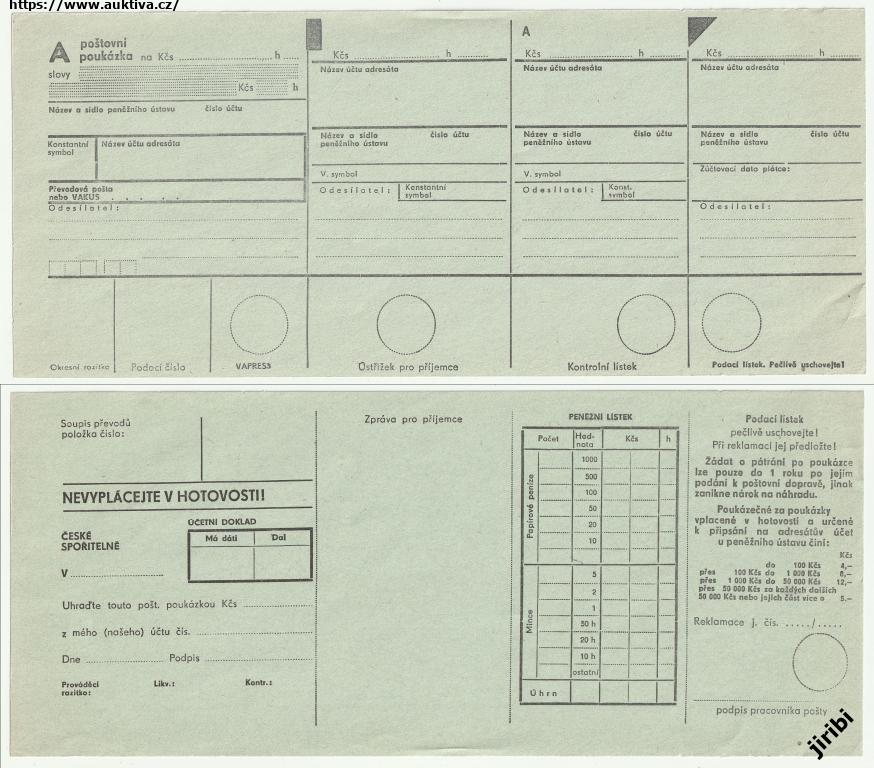 https://www.auktiva.cz/
A poštovní
poukázka na Kčs h
slovy
Kčs h
Název a sídlo peněžního ústavu číslo účtu
Konstantní
symbol
Název účtu adresáta
Převodová pošta
nebo VAKUS . . . . .
Odesílatel:
Okresní razítko
Podací číslo
VAPRESS
Kčs h
Název účtu adresáta
Název a sídlo
peněžního ústavu
číslo účtu
V. symbol
Odesílatel:
Konstantní
symbol
Ústřižek pro příjemce
A
Kčs h
Název účtu adresáta
Název a sídlo
peněžního ústavu
číslo účtu
V. symbol
Odesílatel:
Konst.
symbol
Kontrolní lístek
Kčs h
Název účtu adresáta
Název a sídlo
peněžního ústavu
číslo účtu
Zúčtovací data plátce:
Odesílatel:
Podací lístek. Pečlivě uschovejte!
Soupis převodů
položka číslo:
NEVYPLÁCEJTE V HOTOVOSTI!
ČESKÉ
SPOŘITELNĚ
V
ÚČETNÍ DOKLAD
Má dáti Dal
Uhraďte touto pošt. poukázkou Kčs
z mého (našeho) účtu čís.
Dne Podpis
Prováděcí
razítko:
Likv.:
Kontr.:
Zpráva pro příjemce
PENĚŽNÍ LÍSTEK
Počet Hod-
nota Kčs h
Papírové peníze
1000
500
100
50
20
10
Mince
5
2
1
50 h
20 h
10 h
ostatní
Úhrn
Podací lístek
pečlivě uschovejte!
Při reklamaci jej předložte!
Žádat o pátrání po poukázce
lze pouze do 1 roku po jejím
podání k poštovní dopravě, jinak
zanikne nárok na náhradu.
Poukázečné za poukázky
vplacené v hotovosti a určené
k připsání na adresátův účet
u peněžního ústavu činí:
Kčs
do 100 Kčs 4,–
přes 100 Kčs do 1 000 Kčs 8,–
přes 1 000 Kčs do 50 000 Kčs 12,–
přes 50 000 Kčs za každých dalších
50 000 Kčs nebo jejich část více o 5.–
Reklamace j. čís. ...../.....
podpis pracovníka pošty
jiribi